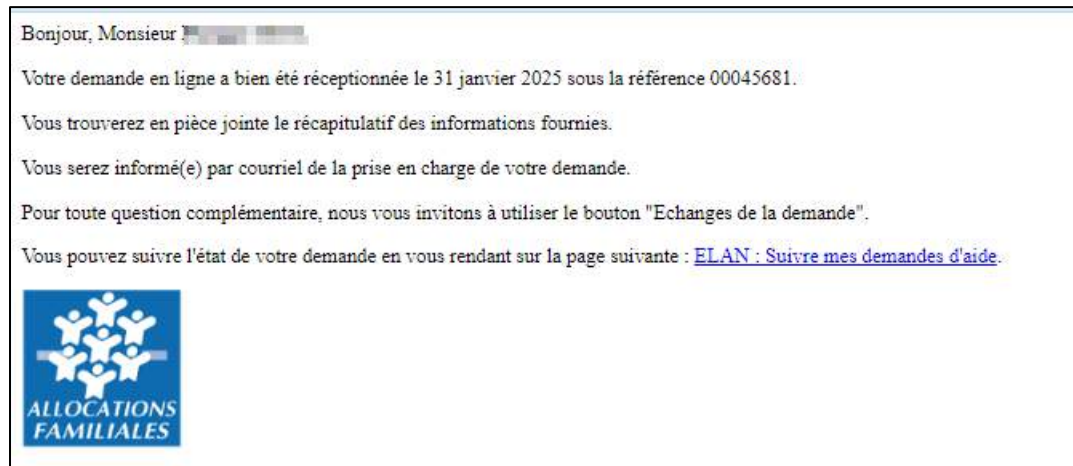 Bonjour, Monsieur
Votre demande en ligne a bien été réceptionnée le 31 janvier 2025 sous la référence 00045681.
Vous trouverez en pièce jointe le récapitulatif des informations fournies.
Vous serez informé(e) par courriel de la prise en charge de votre demande.
Pour toute question complémentaire, nous vous invitons à utiliser le bouton "Echanges de la demande".
Vous pouvez suivre l'état de votre demande en vous rendant sur la page suivante : ELAN : Suivre mes demandes d'aide.
ALLOCATIONS
FAMILIALES